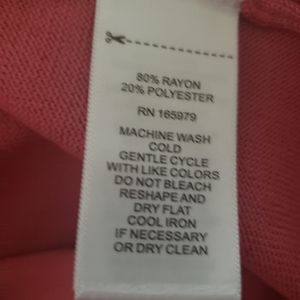 80% RAYON
20% POLYESTER
RN 165979
MACHINE WASH
COLD
GENTLE CYCLE
WITH LIKE COLORS
DO NOT BLEACH
RESHAPE AND
DRY FLAT
COOL IRON
IF NECESSARY
OR DRY CLEAN